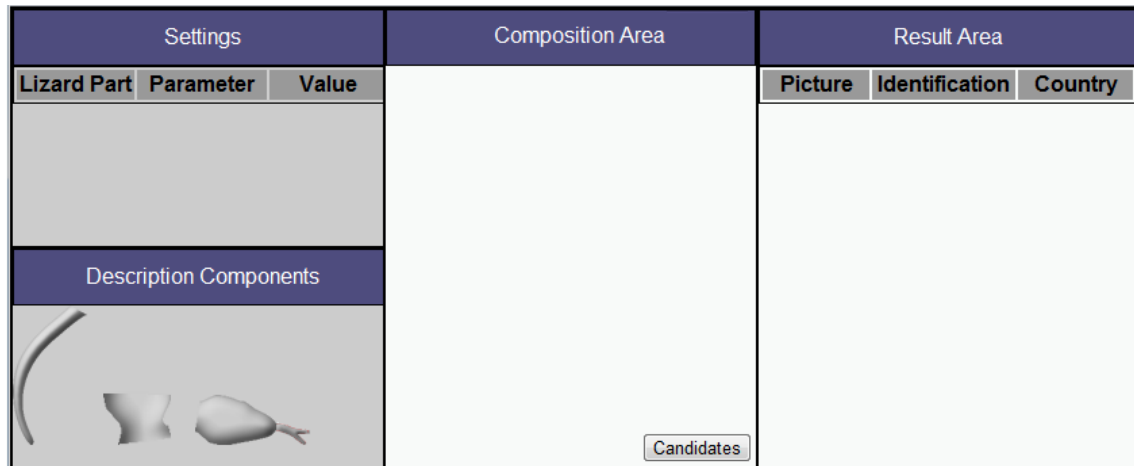 Settings
Composition Area
Result Area
Lizard Part Parameter Value
Picture Identification Country
Description Components
Candidates